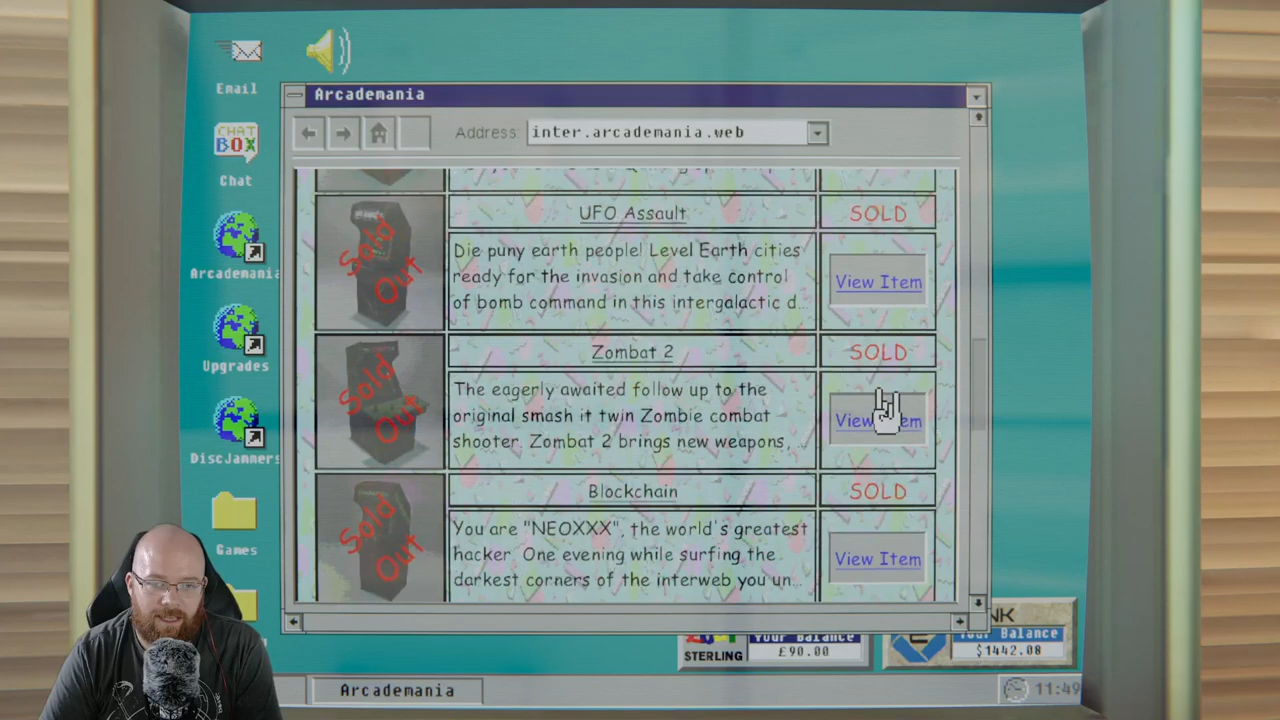 Email
CHAT
BOX
Chat
Arcademania
Upgrades
DiscJammers
Games
Arcademania
Address: inter.arcademania.web
Sold Out
UFO Assault
SOLD
Die puny earth people! Level Earth cities
ready for the invasion and take control
of bomb command in this intergalactic d...
View Item
Sold Out
Zombat 2
SOLD
The eagerly awaited follow up to the
original smash it twin Zombie combat
shooter. Zombat 2 brings new weapons, ...
View Item
Sold Out
Blockchain
SOLD
You are "NEOXXX", the world's greatest
hacker. One evening while surfing the
darkest corners of the interweb you un...
View Item
STERLING
Your Balance
£90.00
NK
Your Balance
$1442.08
Arcademania
11:49